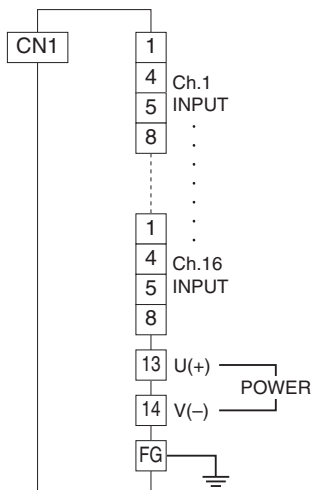 CN1
1
4
5
8
Ch.1
INPUT
1
4
5
8
Ch.16
INPUT
13 U(+)
POWER
14 V(–)
FG